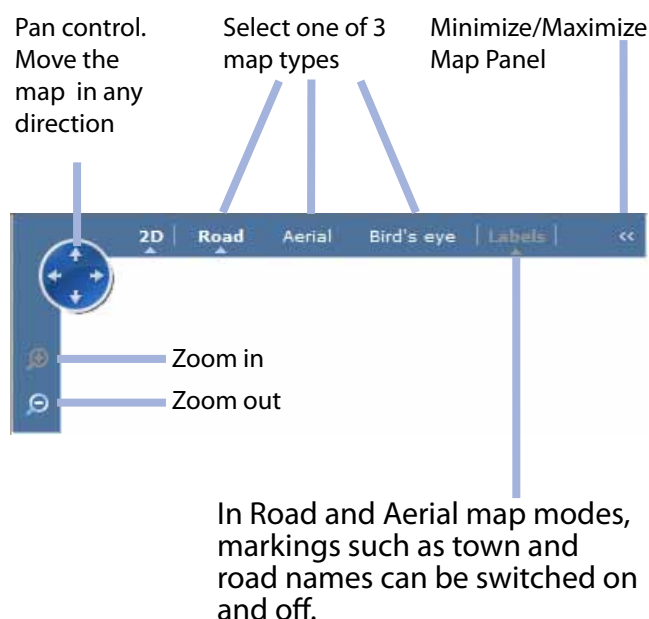 Pan control.
Move the
map in any
direction
Select one of 3
map types
Minimize/Maximize
Map Panel
2D | Road Aerial Bird's eye | Labels | <<
Zoom in
Zoom out
In Road and Aerial map modes,
markings such as town and
road names can be switched on
and off.